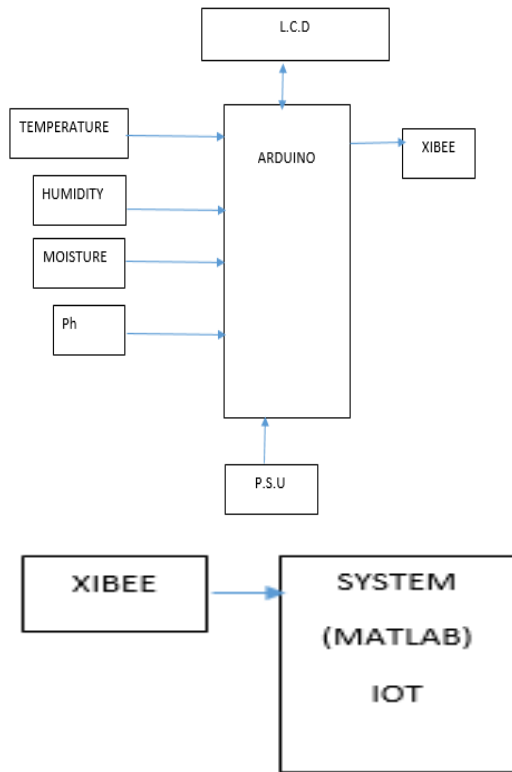 L.C.D
TEMPERATURE
ARDUINO
XIBEE
HUMIDITY
MOISTURE
Ph
P.S.U
XIBEE
SYSTEM
(MATLAB)
IOT